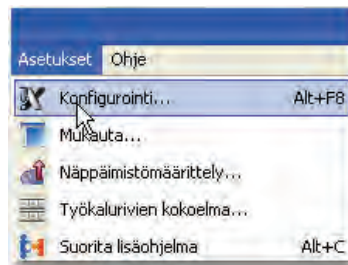 Asetukset Ohje
Konfigurointi... Alt+F8
Mukauta...
Näppäimistömäärittely...
Työkalurivien kokoelma...
Suorita lisäohjelma Alt+C